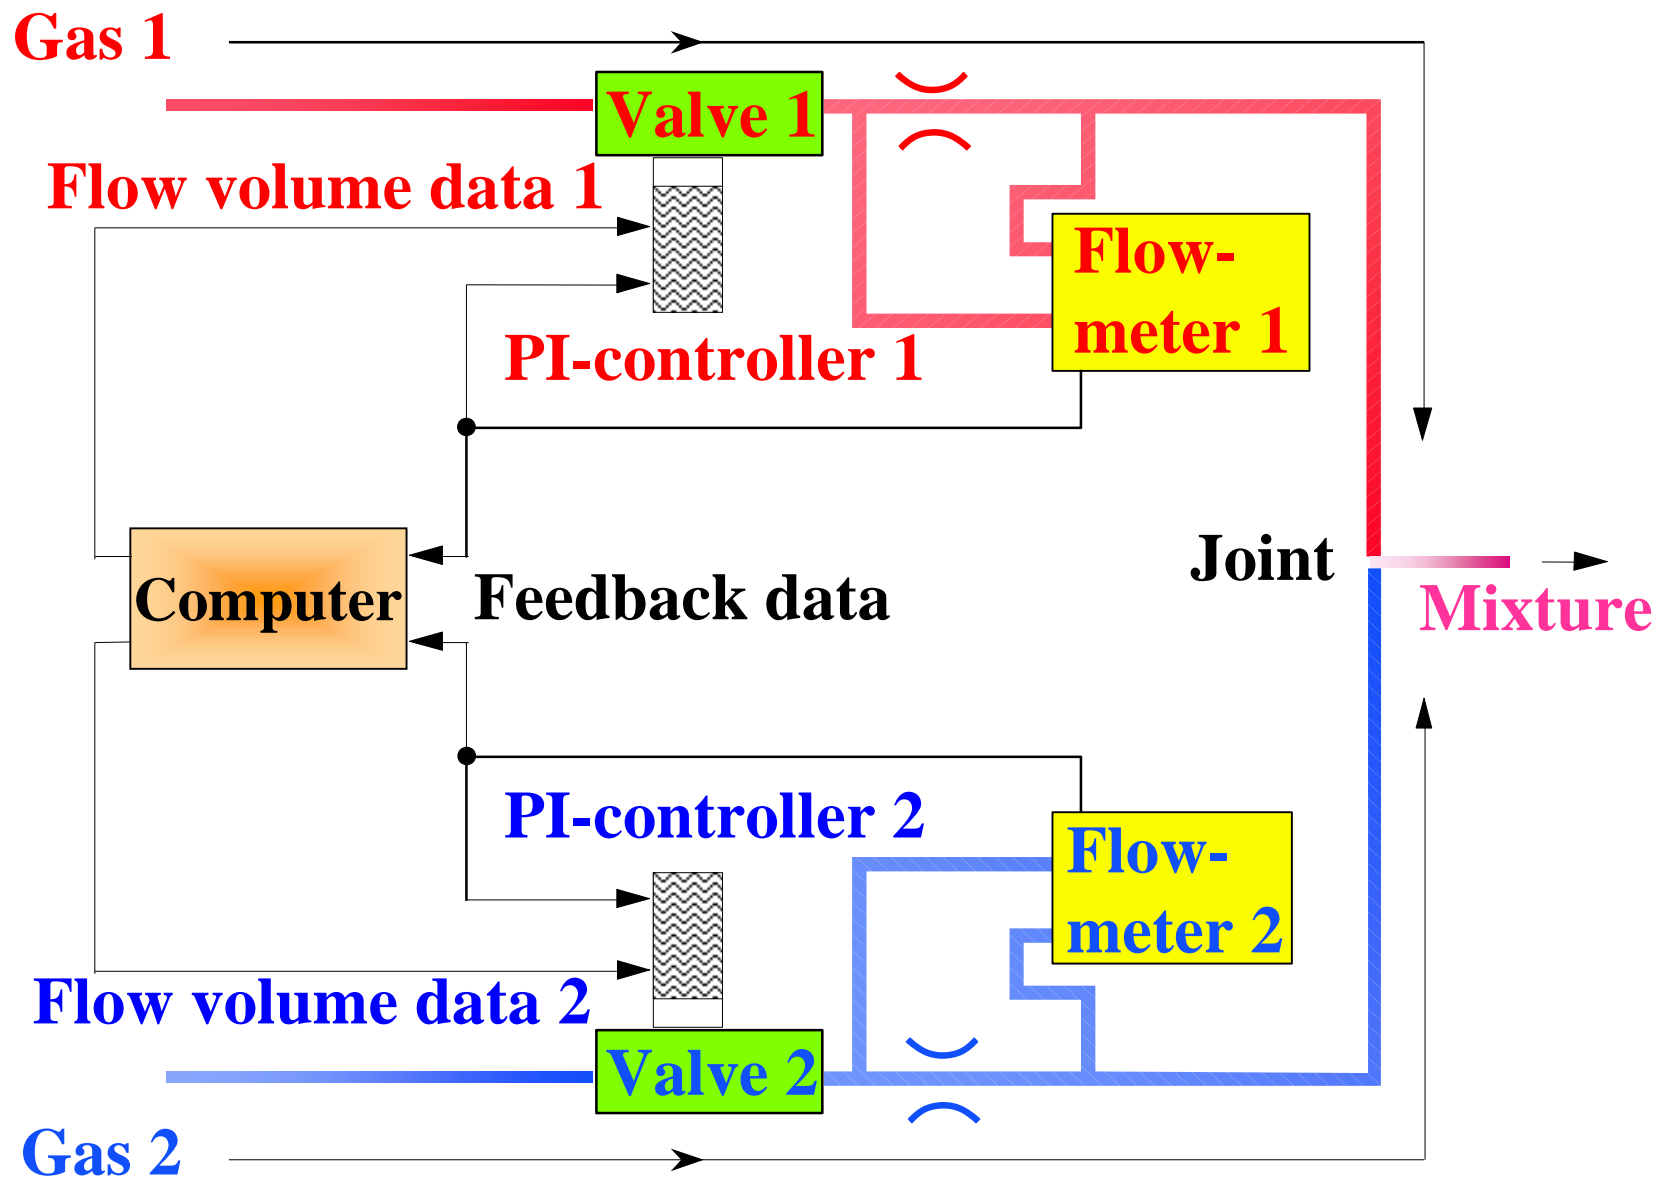 Gas 1
Valve 1
Flow volume data 1
Flow-
meter 1
PI-controller 1
Joint
Computer
Feedback data
Mixture
PI-controller 2
Flow-
meter 2
Flow volume data 2
Valve 2
Gas 2